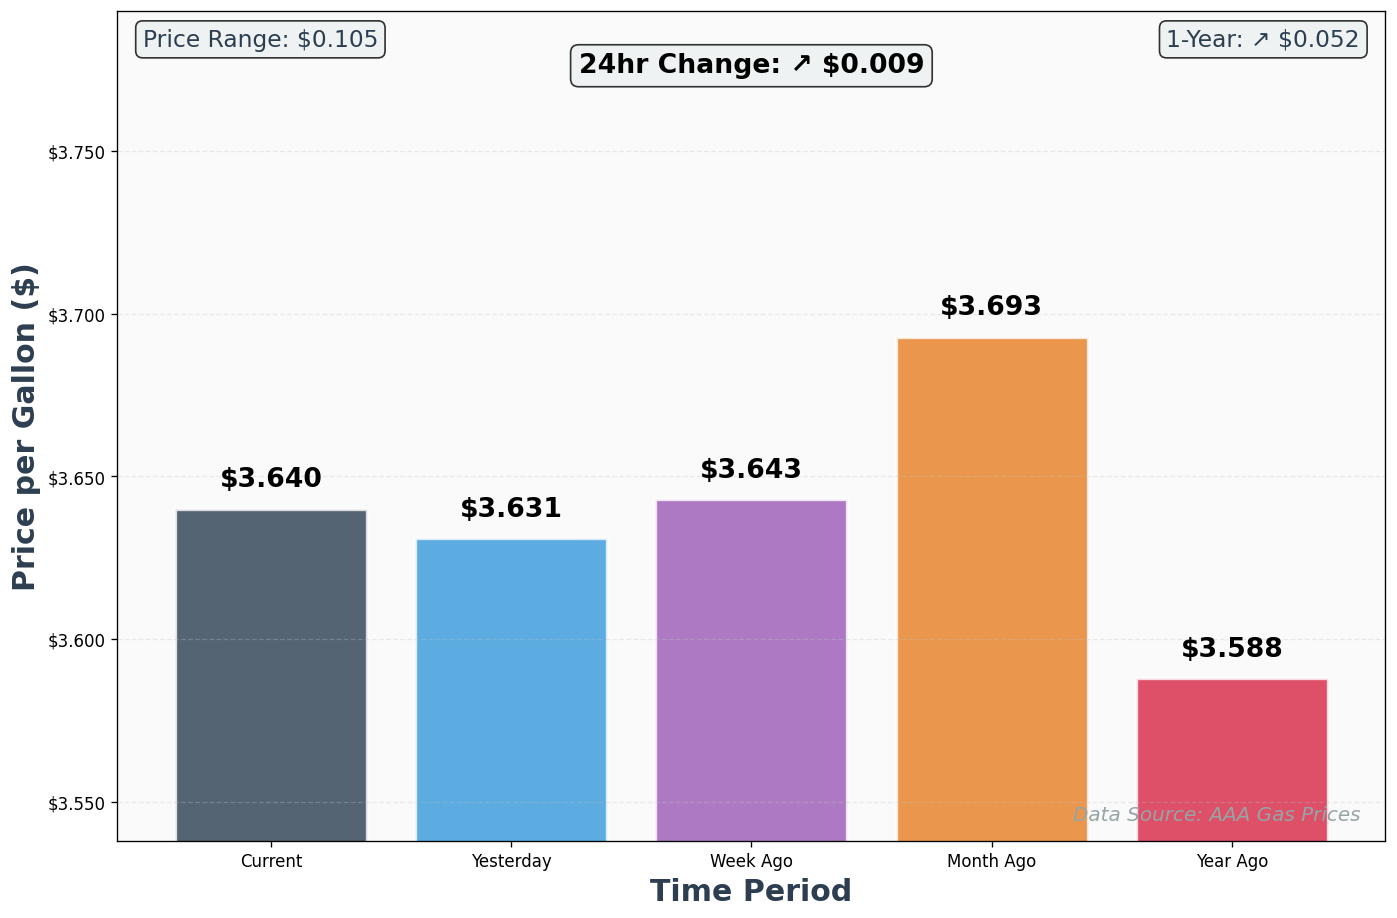 Price Range: $0.105
24hr Change: ↗ $0.009
1-Year: ↗ $0.052
Price per Gallon ($)
$3.750
$3.700
$3.650
$3.600
$3.550
$3.640
$3.631
$3.643
$3.693
$3.588
Data Source: AAA Gas Prices
Current
Yesterday
Week Ago
Month Ago
Year Ago
Time Period